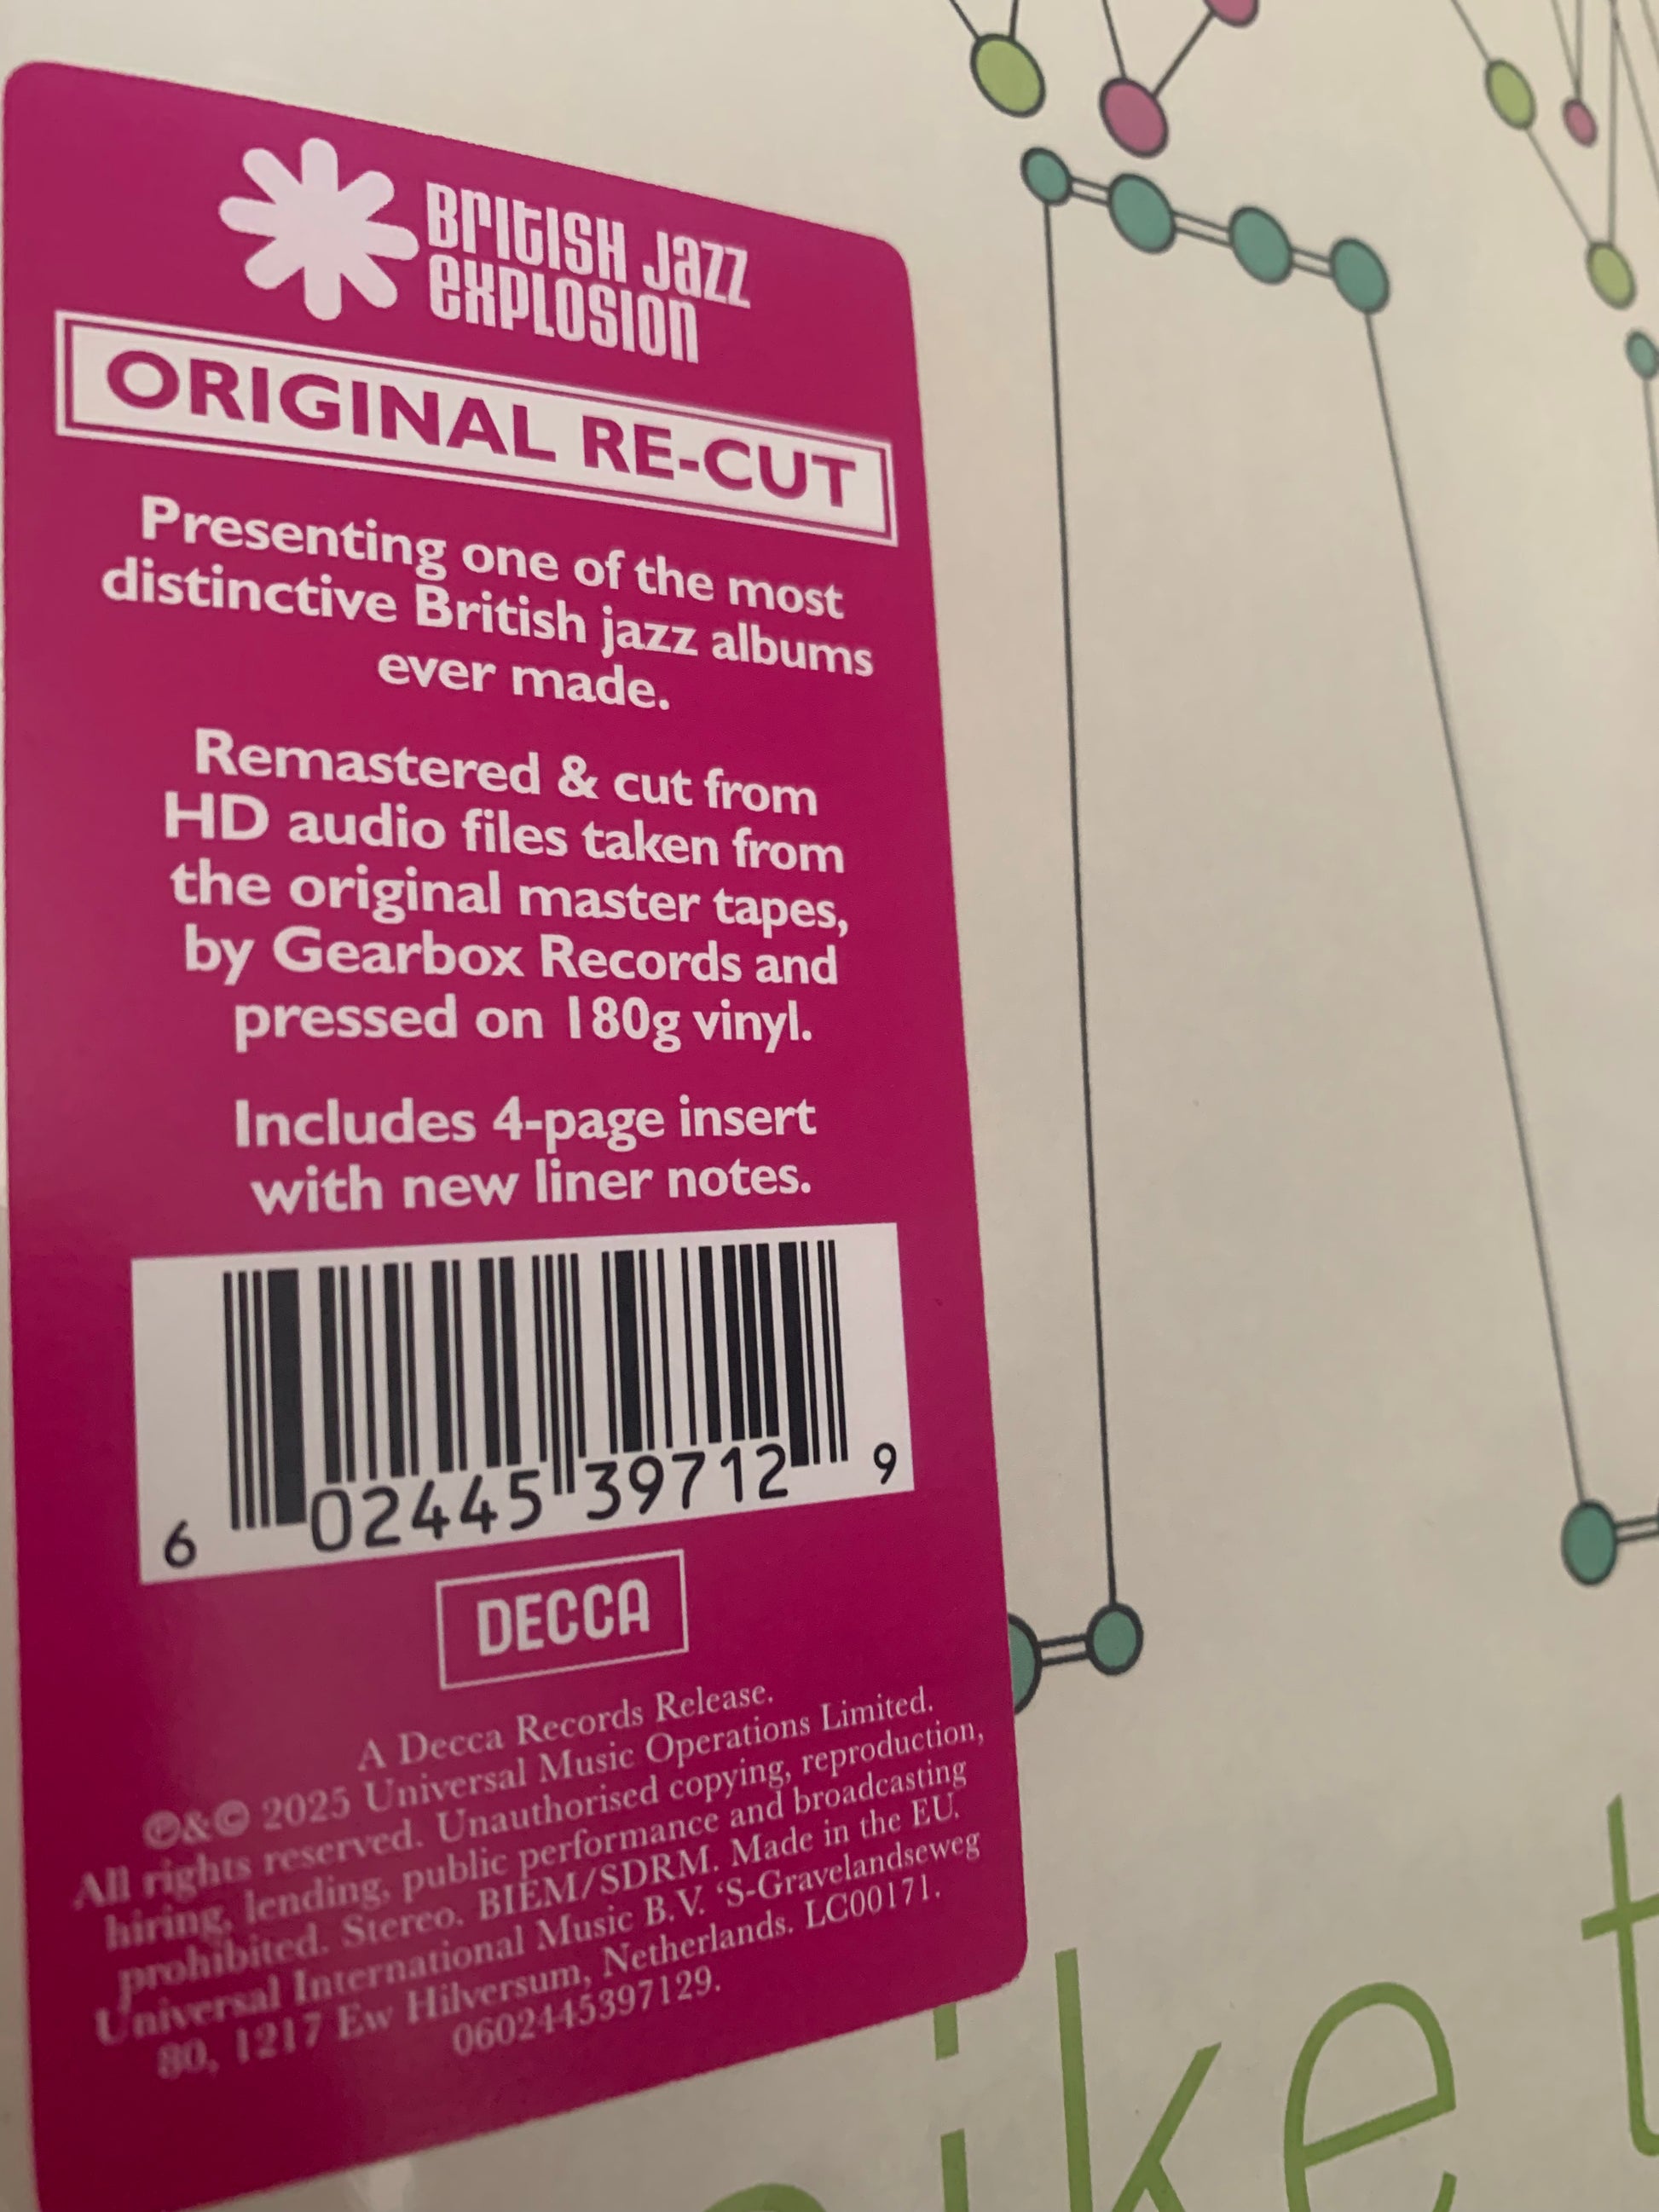 BRITISH JAZZ
EXPLOSION
ORIGINAL RE-CUT
Presenting one of the most
distinctive British jazz albums
ever made.
Remastered & cut from
HD audio files taken from
the original master tapes,
by Gearbox Records and
pressed on 180g vinyl.
Includes 4-page insert
with new liner notes.
6 02445 39712 9
DECCA
A Decca Records Release.
℗&© 2025 Universal Music Operations Limited.
All rights reserved. Unauthorised copying, reproduction,
hiring, lending, public performance and broadcasting
prohibited. Stereo. BIEM/SDRM. Made in the EU.
Universal International Music B.V. ‘S-Gravelandseweg
80, 1217 Ew Hilversum, Netherlands. LC00171.
0602445397129.
ike t